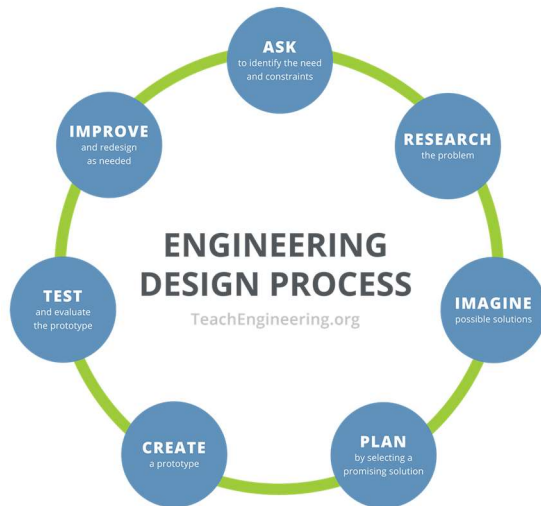 ASK
to identify the need
and constraints
RESEARCH
the problem
IMAGINE
possible solutions
PLAN
by selecting a
promising solution
CREATE
a prototype
TEST
and evaluate
the prototype
IMPROVE
and redesign
as needed
ENGINEERING
DESIGN PROCESS
TeachEngineering.org